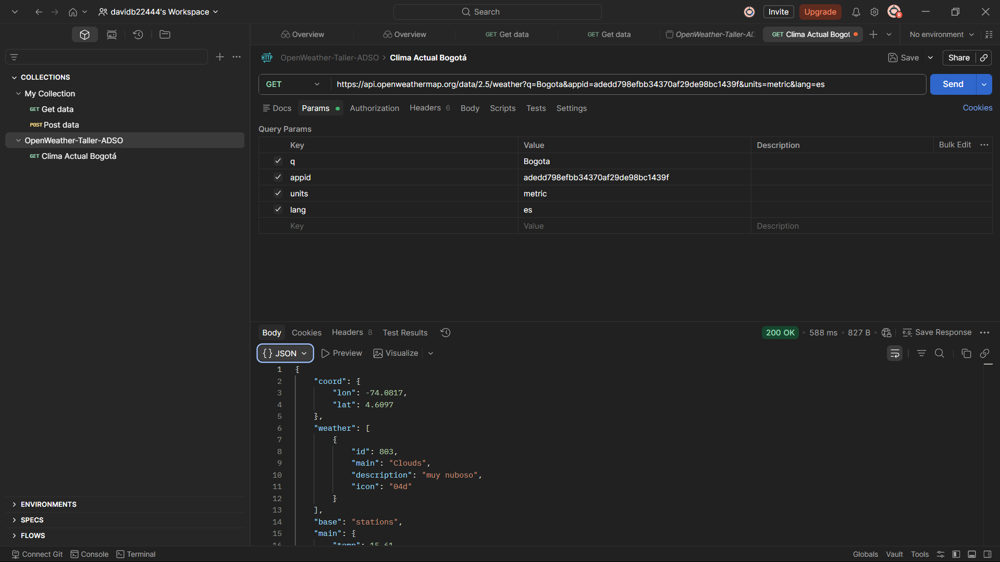 davidb22444's Workspace
Search
Invite
Upgrade
Overview
Overview
GET Get data
GET Get data
OpenWeather-Taller-AD
GET Clima Actual Bogot
No environment
HTTP OpenWeather-Taller-ADSO > Clima Actual Bogotá
Save
Share
COLLECTIONS
My Collection
GET Get data
POST Post data
OpenWeather-Taller-ADSO
GET Clima Actual Bogotá
GET
https://api.openweathermap.org/data/2.5/weather?q=Bogota&appid=adedd798efbb34370af29de98bc1439f&units=metric&lang=es
Send
Docs
Params
Authorization
Headers 6
Body
Scripts
Tests
Settings
Cookies
Query Params
Key Value Description Bulk Edit
q Bogota
appid adedd798efbb34370af29de98bc1439f
units metric
lang es
Key Value Description
Body
Cookies
Headers 8
Test Results
200 OK
588 ms
827 B
e.g. Save Response
{} JSON
Preview
Visualize
1 {
2 "coord": {
3 "lon": -74.0817,
4 "lat": 4.6097
5 },
6 "weather": [
7 {
8 "id": 803,
9 "main": "Clouds",
10 "description": "muy nuboso",
11 "icon": "04d"
12 }
13 ],
14 "base": "stations",
15 "main": {
16 "temp": 15.61
ENVIRONMENTS
SPECS
FLOWS
Connect Git
Console
Terminal
Globals
Vault
Tools